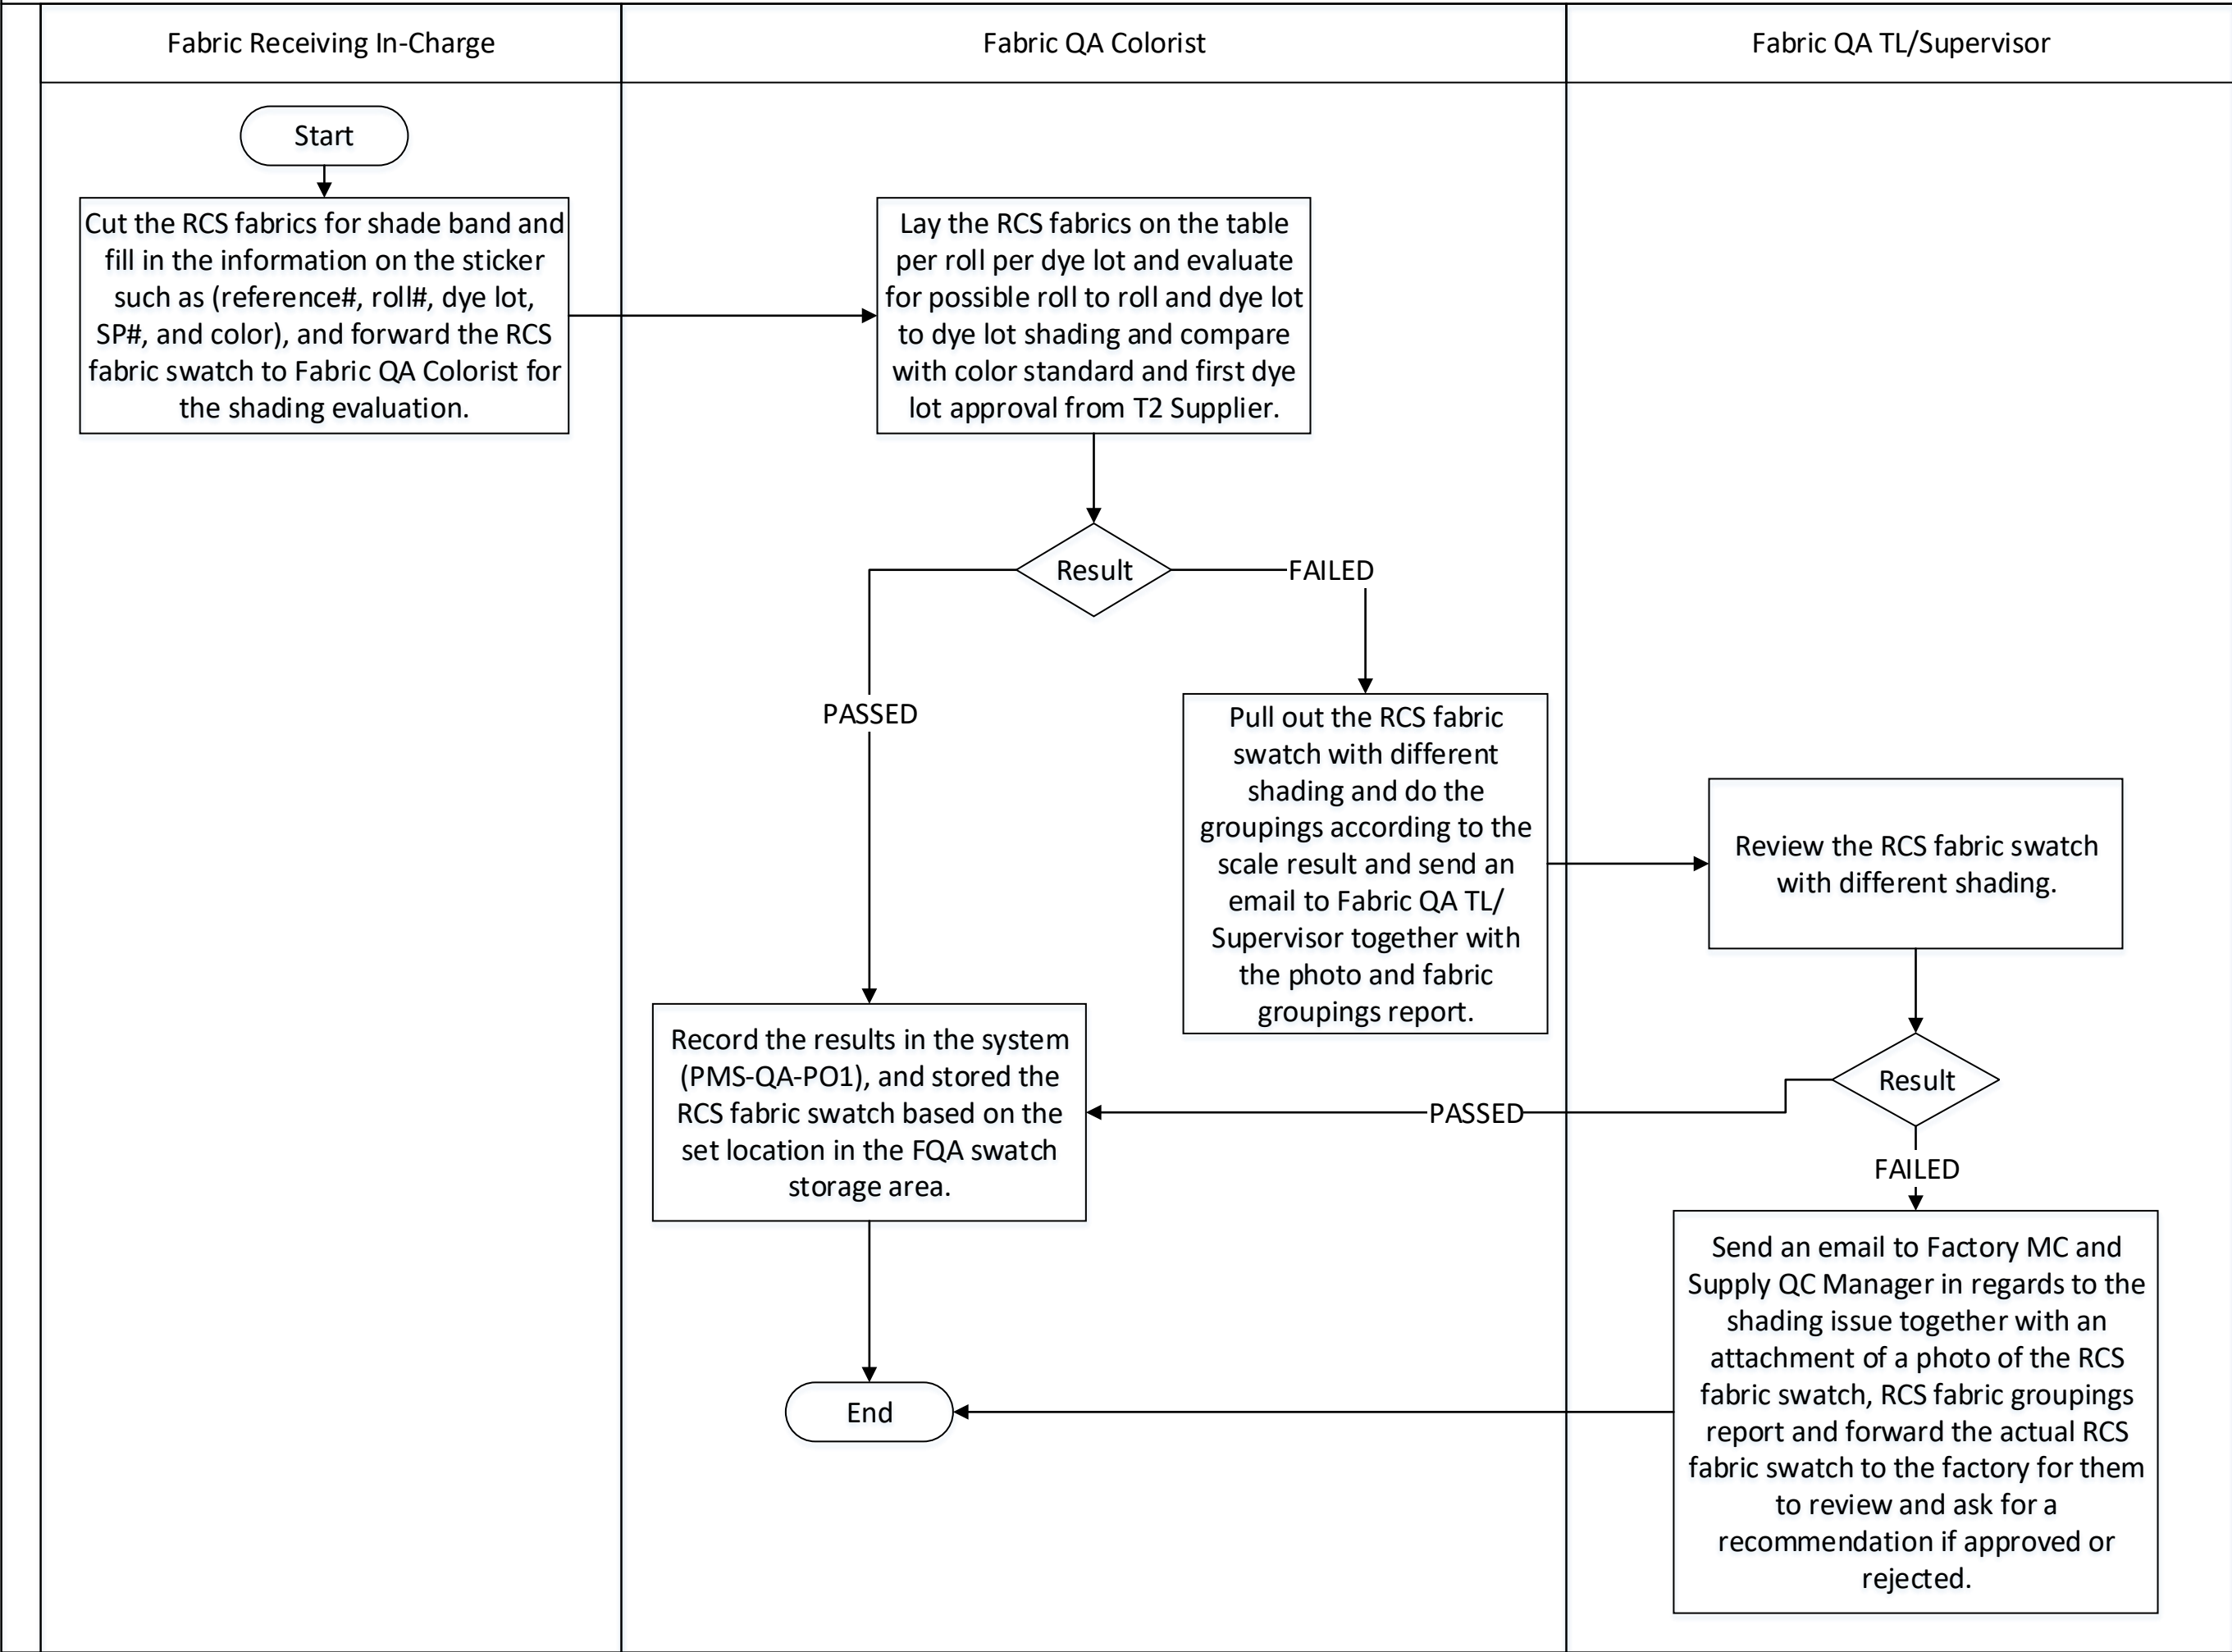 Fabric Receiving In-Charge
Fabric QA Colorist
Fabric QA TL/Supervisor
Start
Cut the RCS fabrics for shade band and
fill in the information on the sticker
such as (reference#, roll#, dye lot,
SP#, and color), and forward the RCS
fabric swatch to Fabric QA Colorist for
the shading evaluation.
Lay the RCS fabrics on the table
per roll per dye lot and evaluate
for possible roll to roll and dye lot
to dye lot shading and compare
with color standard and first dye
lot approval from T2 Supplier.
Result
FAILED
PASSED
Pull out the RCS fabric
swatch with different
shading and do the
groupings according to the
scale result and send an
email to Fabric QA TL/
Supervisor together with
the photo and fabric
groupings report.
Review the RCS fabric swatch
with different shading.
Result
PASSED
FAILED
Record the results in the system
(PMS-QA-PO1), and stored the
RCS fabric swatch based on the
set location in the FQA swatch
storage area.
Send an email to Factory MC and
Supply QC Manager in regards to the
shading issue together with an
attachment of a photo of the RCS
fabric swatch, RCS fabric groupings
report and forward the actual RCS
fabric swatch to the factory for them
to review and ask for a
recommendation if approved or
rejected.
End